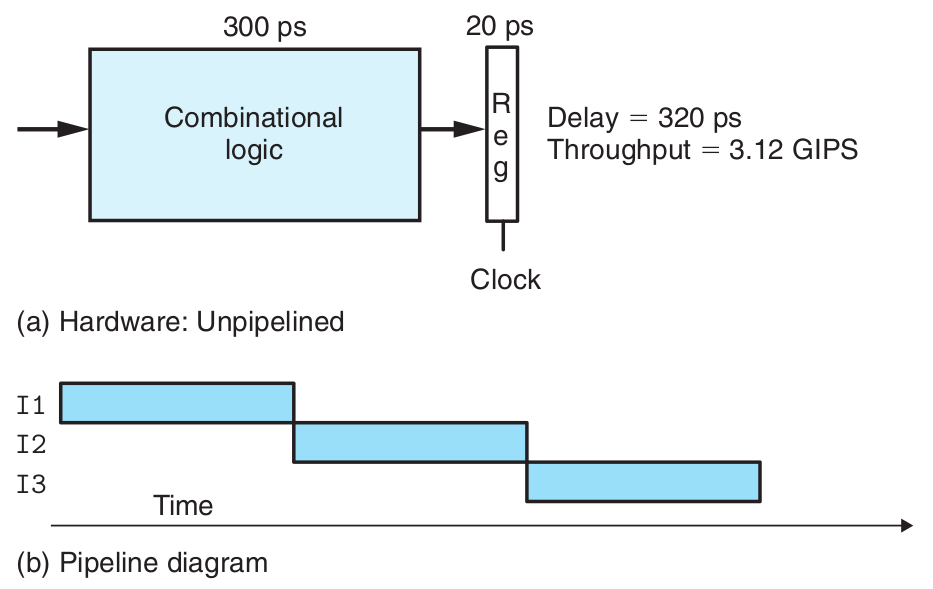 300 ps
20 ps
Combinational
logic
R
e
g
Delay = 320 ps
Throughput = 3.12 GIPS
Clock
(a) Hardware: Unpipelined
I1
I2
I3
Time
(b) Pipeline diagram